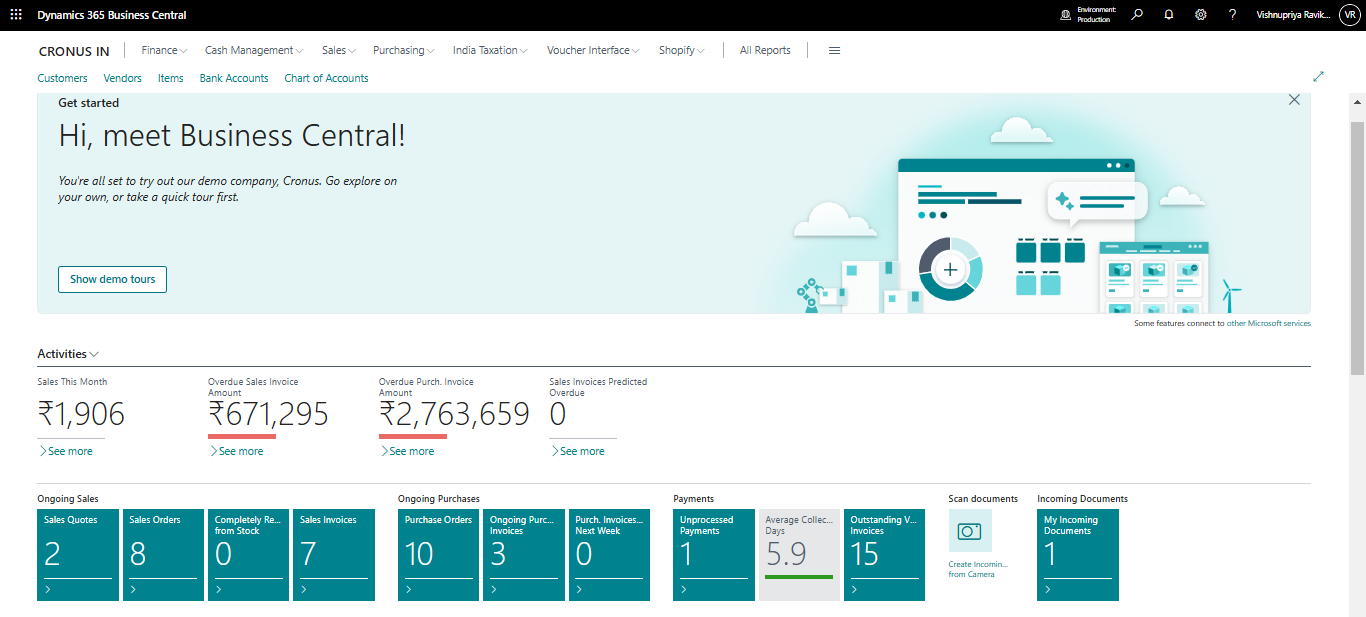 Dynamics 365 Business Central
Environment:
Production
?
Vishnupriya Ravik...
VR
CRONUS IN
Finance
Cash Management
Sales
Purchasing
India Taxation
Voucher Interface
Shopify
All Reports
Customers
Vendors
Items
Bank Accounts
Chart of Accounts
Get started
Hi, meet Business Central!
You're all set to try out our demo company, Cronus. Go explore on
your own, or take a quick tour first.
Show demo tours
Some features connect to other Microsoft services
Activities
Sales This Month
₹1,906
See more
Overdue Sales Invoice
Amount
₹671,295
See more
Overdue Purch. Invoice
Amount
₹2,763,659
See more
Sales Invoices Predicted
Overdue
0
See more
Ongoing Sales
Sales Quotes
2
Sales Orders
8
Completely Re...
from Stock
0
Sales Invoices
7
Ongoing Purchases
Purchase Orders
10
Ongoing Purc...
Invoices
3
Purch. Invoices...
Next Week
0
Payments
Unprocessed
Payments
1
Average Collec...
Days
5.9
Outstanding V...
Invoices
15
Scan documents
Create Incomin...
from Camera
Incoming Documents
My Incoming
Documents
1